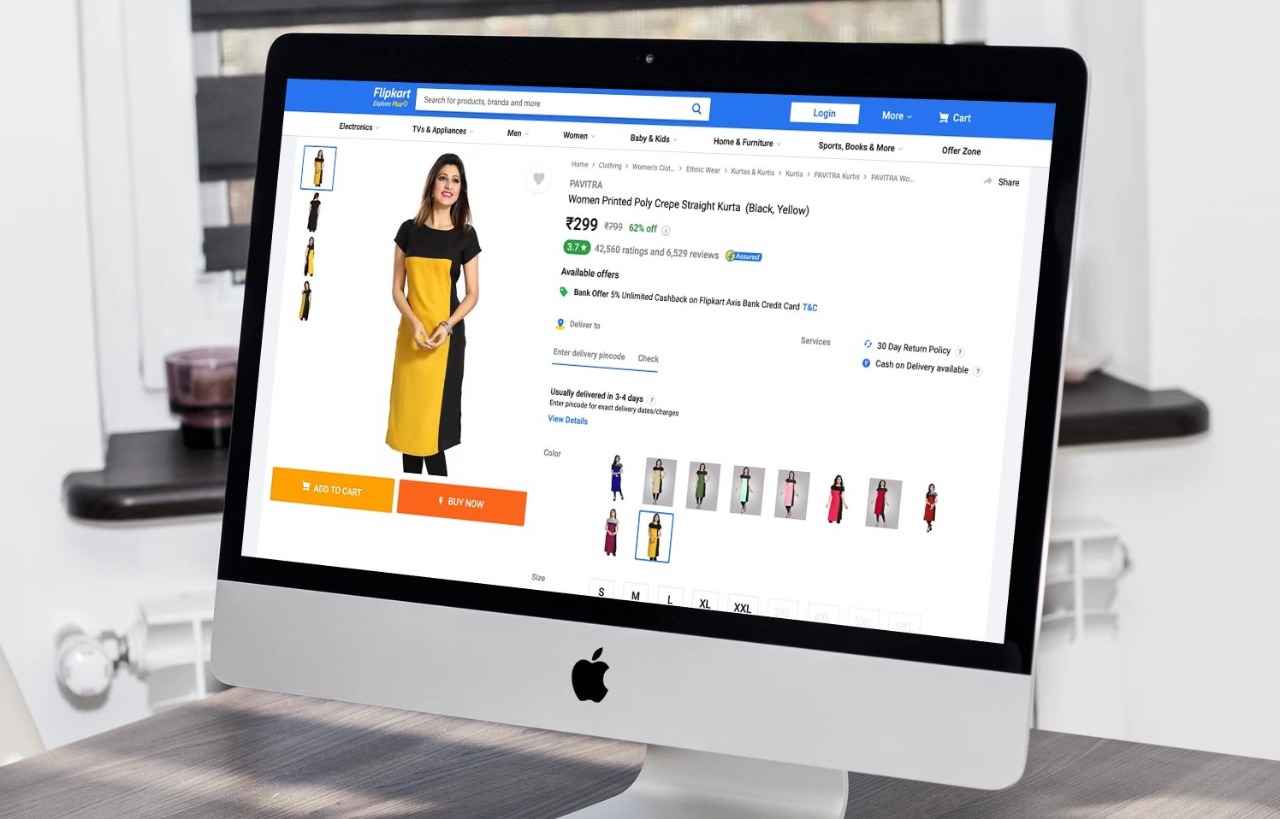 Flipkart
Explore Plus
Search for products, brands and more
Login
More
Cart
Electronics
TVs & Appliances
Men
Women
Baby & Kids
Home & Furniture
Sports, Books & More
Offer Zone
Home > Clothing > Women's Clot... > Ethnic Wear > Kurtas & Kurtis > Kurtis > PAVITRA Kurtis > PAVITRA Wo...
Share
PAVITRA
Women Printed Poly Crepe Straight Kurta (Black, Yellow)
₹299 ₹799 62% off
3.7★ 42,560 ratings and 6,529 reviews Assured
Available offers
Bank Offer 5% Unlimited Cashback on Flipkart Axis Bank Credit Card T&C
Deliver to
Enter delivery pincode Check
Services
30 Day Return Policy ?
Cash on Delivery available ?
Usually delivered in 3-4 days ?
Enter pincode for exact delivery dates/charges
View Details
ADD TO CART
BUY NOW
Color
Size
S M L XL XXL